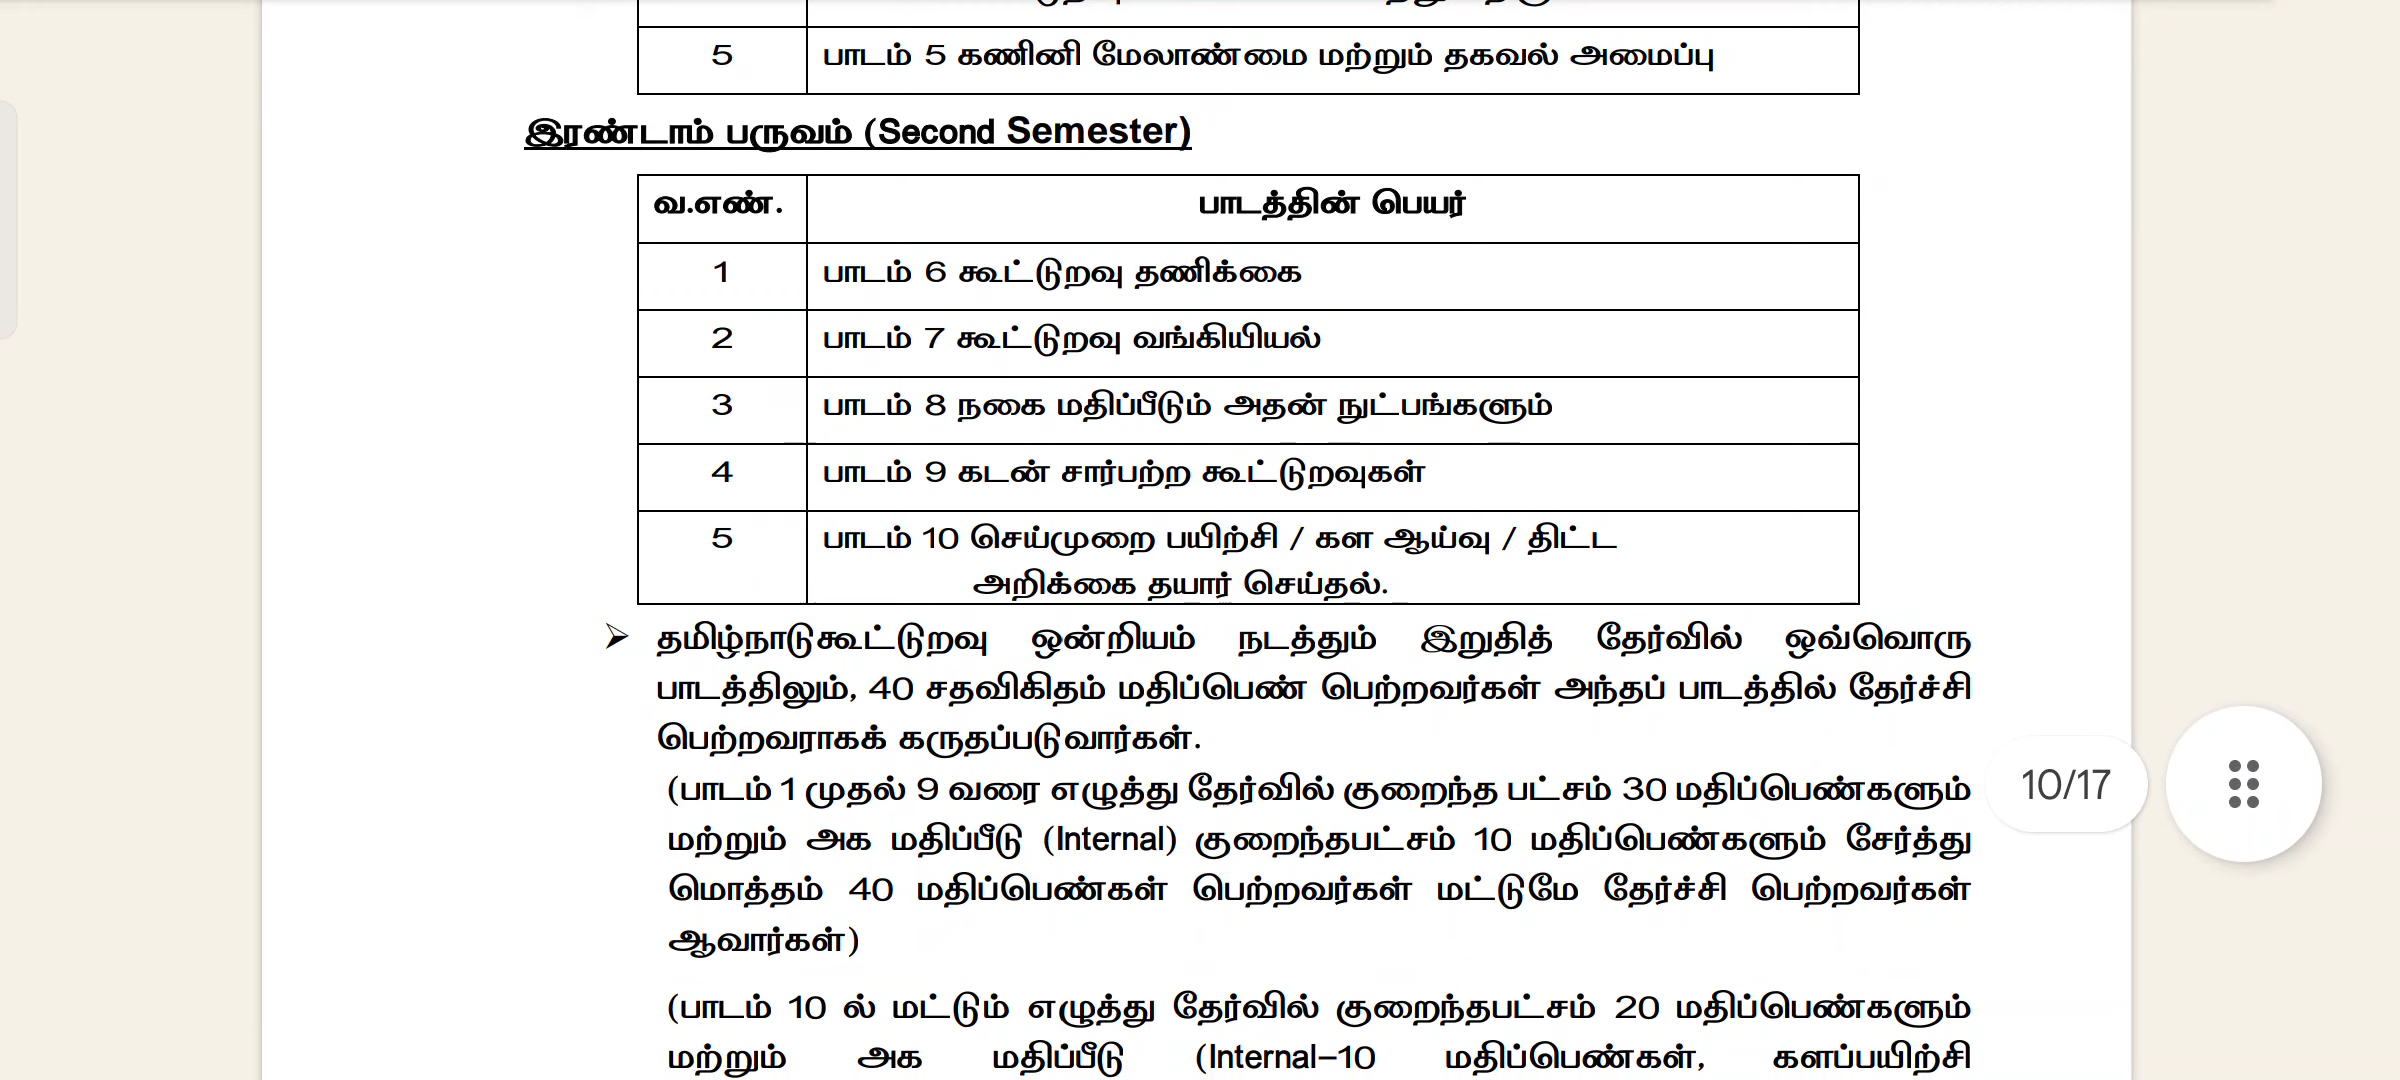 5 பாடம் 5 கணினி மேலாண்மை மற்றும் தகவல் அமைப்பு
இரண்டாம் பருவம் (Second Semester)
வ.எண். பாடத்தின் பெயர்
1 பாடம் 6 கூட்டுறவு தணிக்கை
2 பாடம் 7 கூட்டுறவு வங்கியியல்
3 பாடம் 8 நகை மதிப்பீடும் அதன் நுட்பங்களும்
4 பாடம் 9 கடன் சார்பற்ற கூட்டுறவுகள்
5 பாடம் 10 செய்முறை பயிற்சி / கள ஆய்வு / திட்ட
அறிக்கை தயார் செய்தல்.
➢ தமிழ்நாடுகூட்டுறவு ஒன்றியம் நடத்தும் இறுதித் தேர்வில் ஒவ்வொரு
பாடத்திலும், 40 சதவிகிதம் மதிப்பெண் பெற்றவர்கள் அந்தப் பாடத்தில் தேர்ச்சி
பெற்றவராகக் கருதப்படுவார்கள்.
(பாடம் 1 முதல் 9 வரை எழுத்து தேர்வில் குறைந்த பட்சம் 30 மதிப்பெண்களும்
மற்றும் அக மதிப்பீடு (Internal) குறைந்தபட்சம் 10 மதிப்பெண்களும் சேர்த்து
மொத்தம் 40 மதிப்பெண்கள் பெற்றவர்கள் மட்டுமே தேர்ச்சி பெற்றவர்கள்
ஆவார்கள்)
(பாடம் 10 ல் மட்டும் எழுத்து தேர்வில் குறைந்தபட்சம் 20 மதிப்பெண்களும்
மற்றும் அக மதிப்பீடு (Internal–10 மதிப்பெண்கள், களப்பயிற்சி
10/17